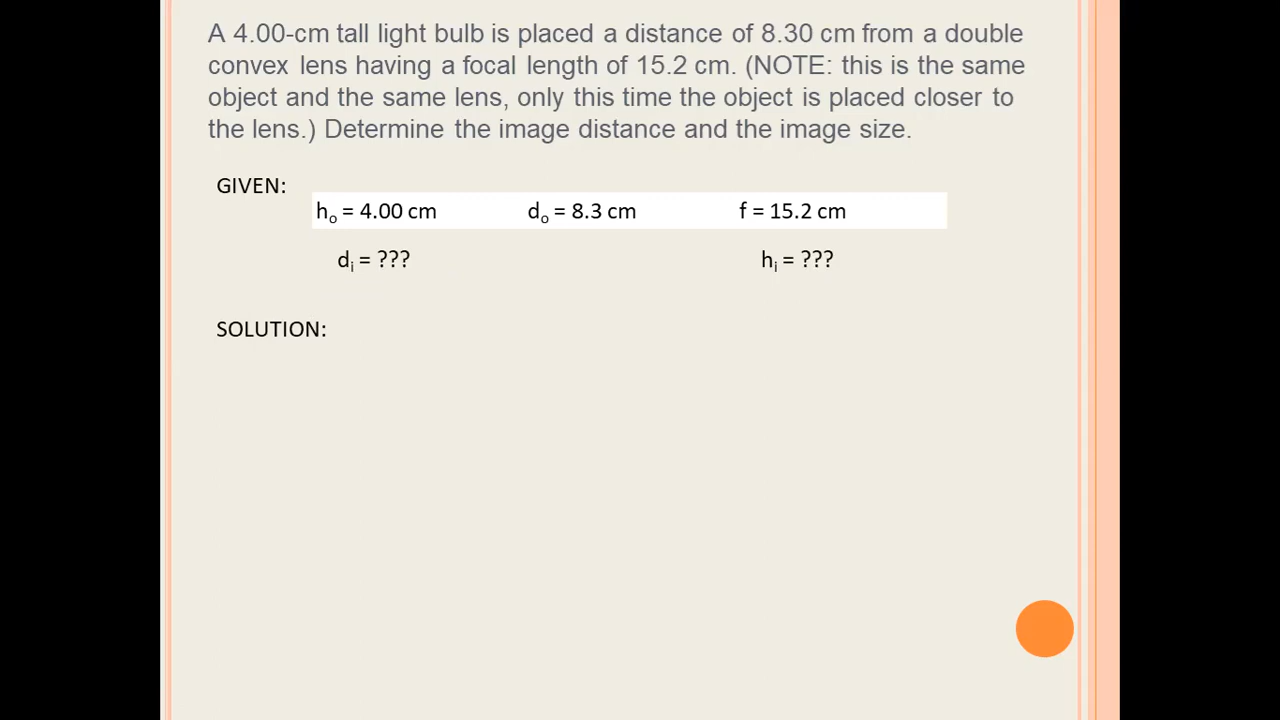 A 4.00-cm tall light bulb is placed a distance of 8.30 cm from a double
convex lens having a focal length of 15.2 cm. (NOTE: this is the same
object and the same lens, only this time the object is placed closer to
the lens.) Determine the image distance and the image size.
GIVEN:
hₒ = 4.00 cm dₒ = 8.3 cm f = 15.2 cm
dᵢ = ??? hᵢ = ???
SOLUTION: